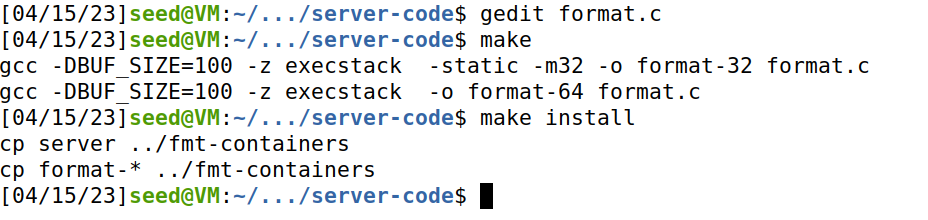 [04/15/23]seed@VM:~/.../server-code$ gedit format.c
[04/15/23]seed@VM:~/.../server-code$ make
gcc -DBUF_SIZE=100 -z execstack  -static -m32 -o format-32 format.c
gcc -DBUF_SIZE=100 -z execstack  -o format-64 format.c
[04/15/23]seed@VM:~/.../server-code$ make install
cp server ../fmt-containers
cp format-* ../fmt-containers
[04/15/23]seed@VM:~/.../server-code$